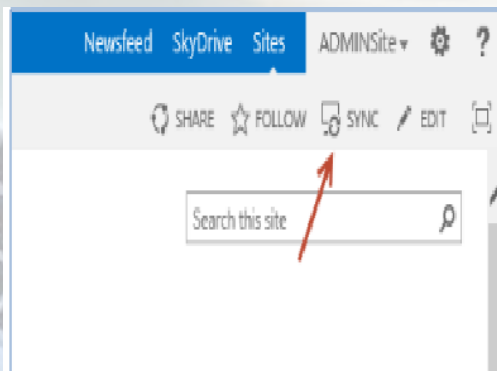 Newsfeed SkyDrive Sites ADMINSite ?
SHARE FOLLOW SYNC EDIT
Search this site